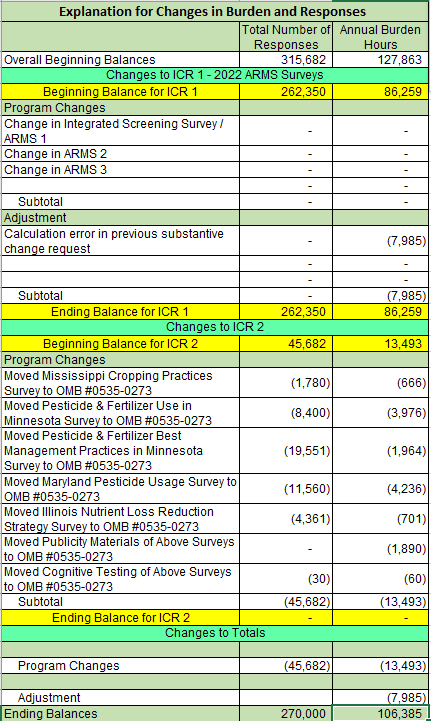 Explanation for Changes in Burden and Responses
Total Number of Responses Annual Burden Hours
Overall Beginning Balances 315,682 127,863
Changes to ICR 1 - 2022 ARMS Surveys
Beginning Balance for ICR 1 262,350 86,259
Program Changes
Change in Integrated Screening Survey / ARMS 1 - -
Change in ARMS 2 - -
Change in ARMS 3 - -
- -
Subtotal - -
Adjustment
Calculation error in previous substantive change request - (7,985)
- -
- -
Subtotal - (7,985)
Ending Balance for ICR 1 262,350 86,259
Changes to ICR 2
Beginning Balance for ICR 2 45,682 13,493
Program Changes
Moved Mississippi Cropping Practices Survey to OMB #0535-0273 (1,780) (666)
Moved Pesticide & Fertilizer Use in Minnesota Survey to OMB #0535-0273 (8,400) (3,976)
Moved Pesticide & Fertilizer Best Management Practices in Minnesota Survey to OMB #0535-0273 (19,551) (1,964)
Moved Maryland Pesticide Usage Survey to OMB #0535-0273 (11,560) (4,236)
Moved Illinois Nutrient Loss Reduction Strategy Survey to OMB #0535-0273 (4,361) (701)
Moved Publicity Materials of Above Surveys to OMB #0535-0273 - (1,890)
Moved Cognitive Testing of Above Surveys to OMB #0535-0273 (30) (60)
Subtotal (45,682) (13,493)
Ending Balance for ICR 2 - -
Changes to Totals
Program Changes (45,682) (13,493)
Adjustment (7,985)
Ending Balances 270,000 106,385